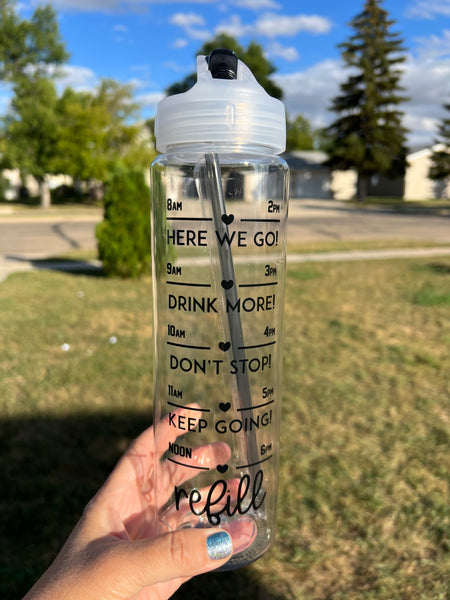 8AM 2PM
HERE WE GO!
9AM 3PM
DRINK MORE!
10AM 4PM
DON'T STOP!
11AM 5PM
KEEP GOING!
NOON 6PM
refill